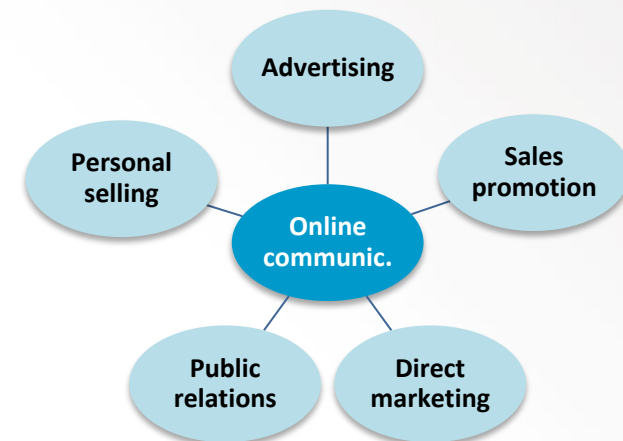 Advertising
Personal
selling
Sales
promotion
Online
communic.
Public
relations
Direct
marketing